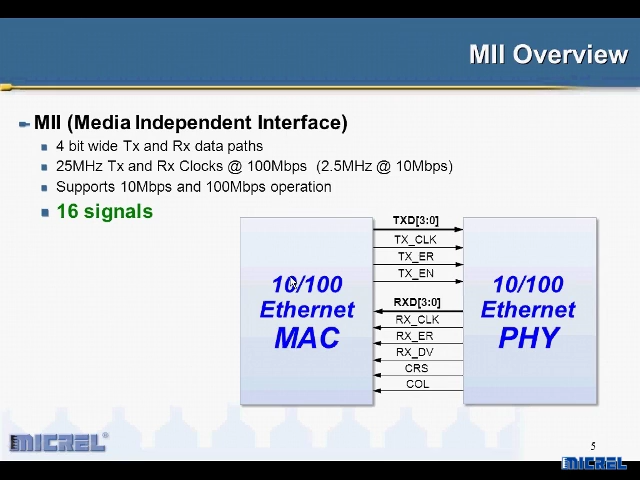 MII Overview
MII (Media Independent Interface)
4 bit wide Tx and Rx data paths
25MHz Tx and Rx Clocks @ 100Mbps (2.5MHz @ 10Mbps)
Supports 10Mbps and 100Mbps operation
16 signals
10/100
Ethernet
MAC
TXD[3:0]
TX_CLK
TX_ER
TX_EN
RXD[3:0]
RX_CLK
RX_ER
RX_DV
CRS
COL
10/100
Ethernet
PHY
MICREL®
5
MICREL